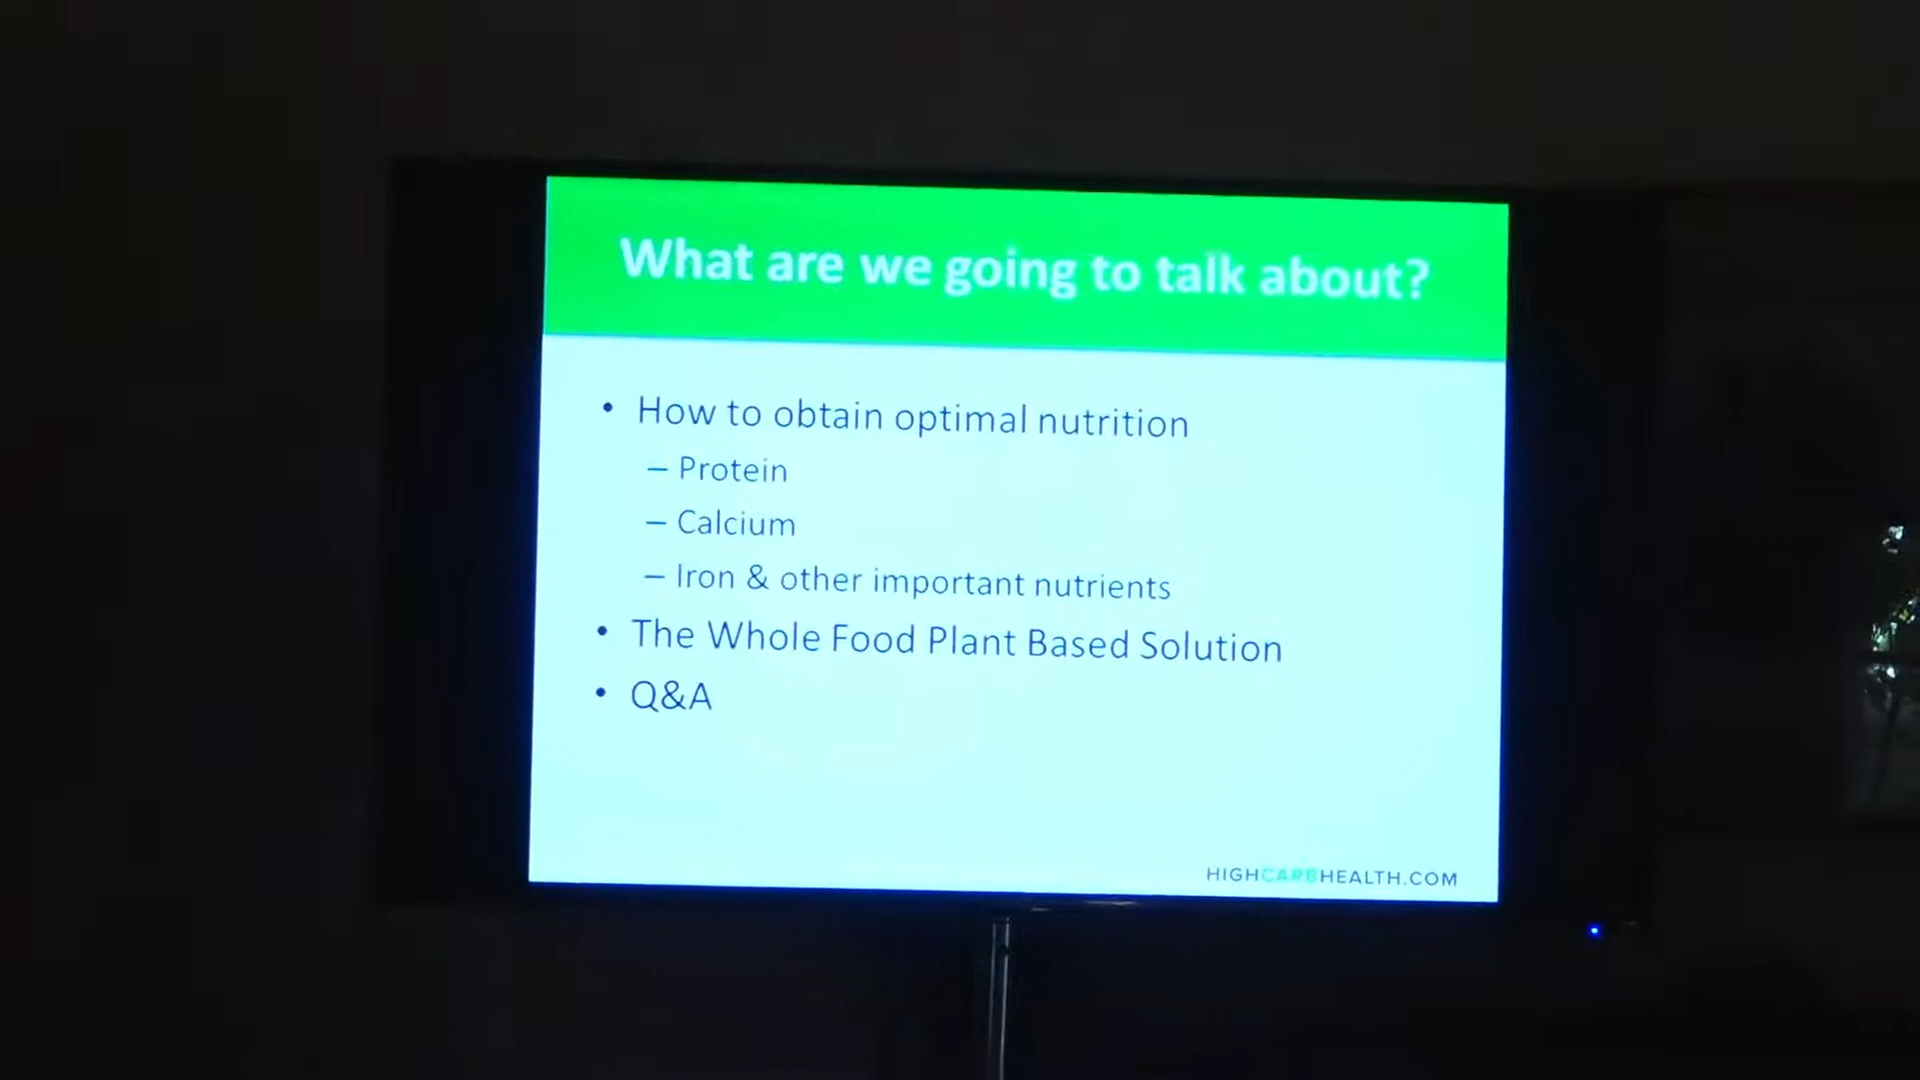 What are we going to talk about?
• How to obtain optimal nutrition
– Protein
– Calcium
– Iron & other important nutrients
• The Whole Food Plant Based Solution
• Q&A
HIGHCARBHEALTH.COM